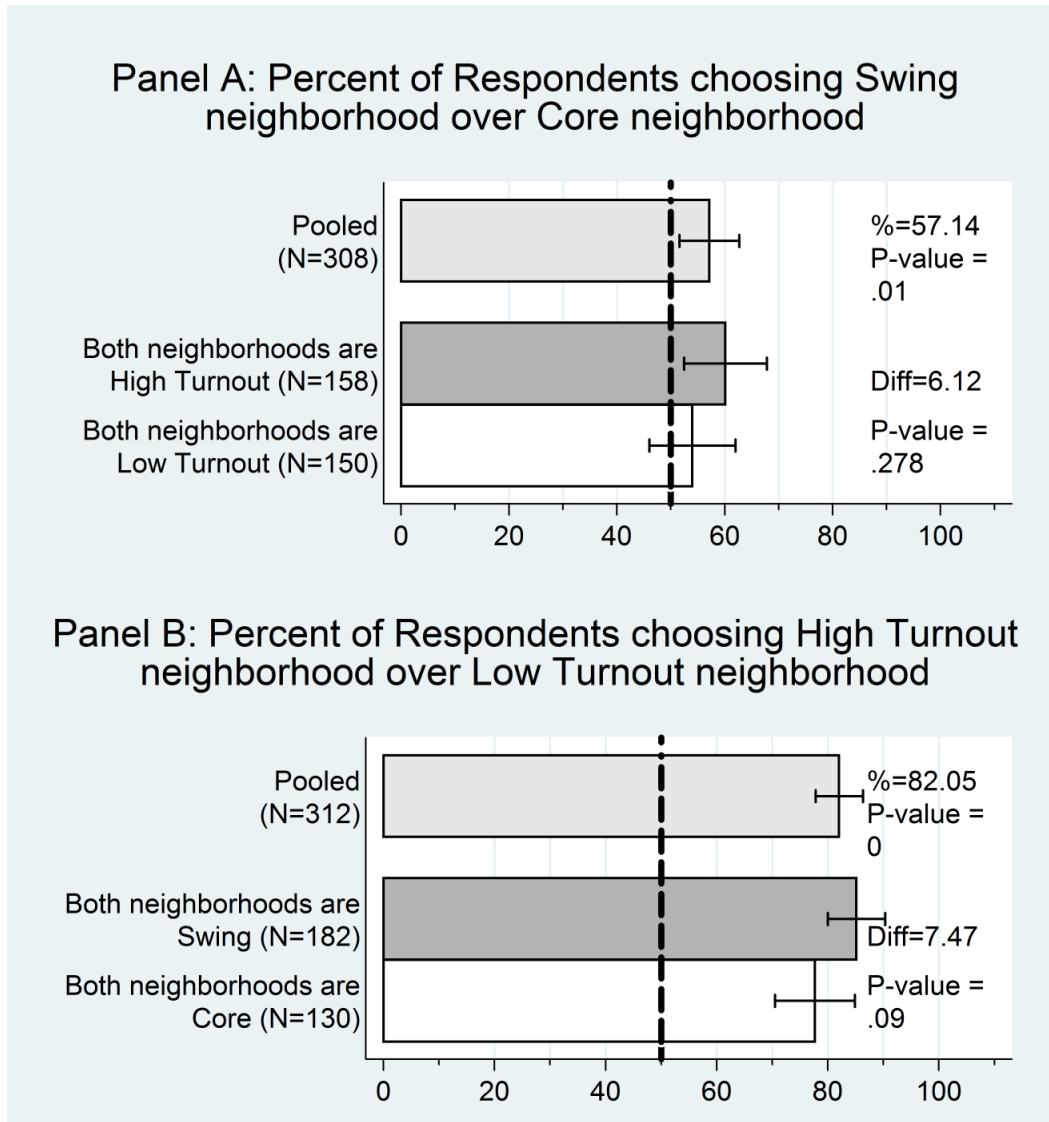 Panel A: Percent of Respondents choosing Swing
neighborhood over Core neighborhood
Pooled
(N=308)
%=57.14
P-value =
.01
Both neighborhoods are
High Turnout (N=158)
Diff=6.12
Both neighborhoods are
Low Turnout (N=150)
P-value =
.278
0 20 40 60 80 100
Panel B: Percent of Respondents choosing High Turnout
neighborhood over Low Turnout neighborhood
Pooled
(N=312)
%=82.05
P-value =
0
Both neighborhoods are
Swing (N=182)
Diff=7.47
Both neighborhoods are
Core (N=130)
P-value =
.09
0 20 40 60 80 100